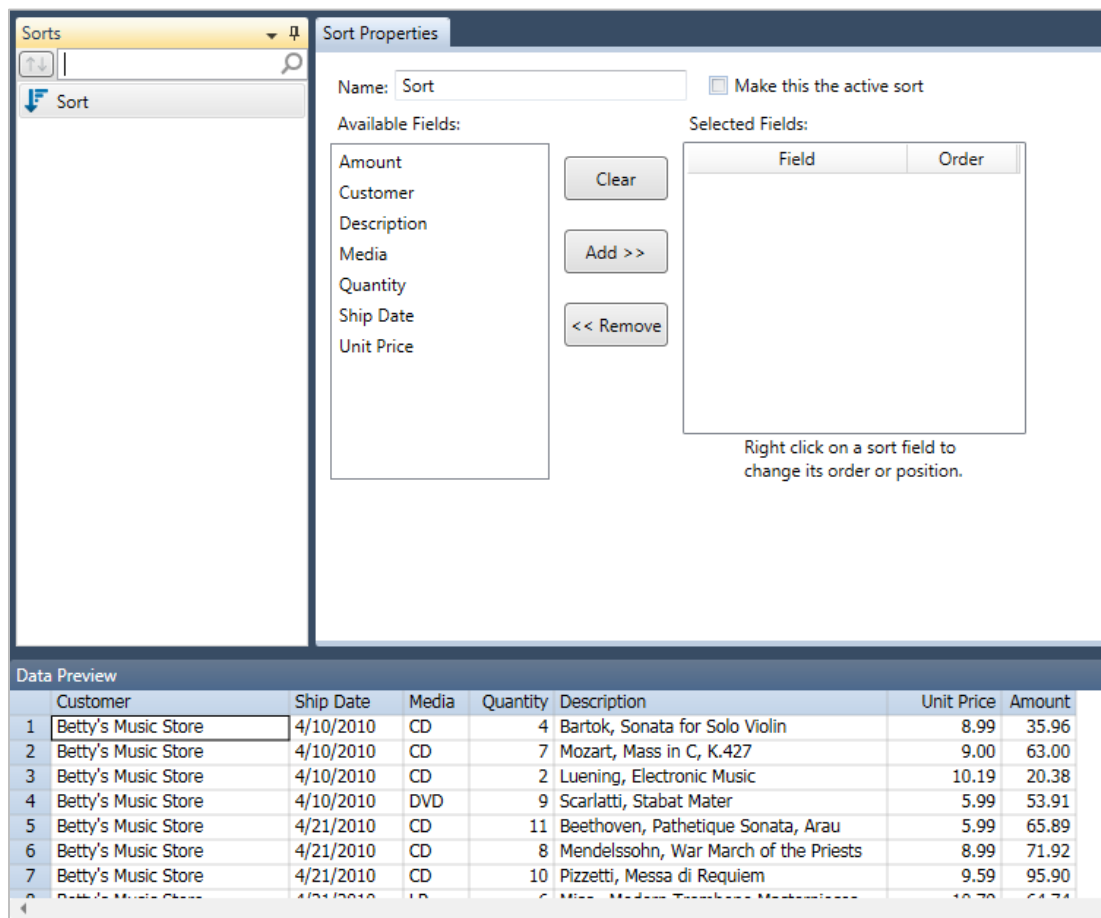 Sorts
Sort
Sort Properties
Name: Sort
Make this the active sort
Available Fields:
Selected Fields:
Amount
Customer
Description
Media
Quantity
Ship Date
Unit Price
Clear
Add >>
<< Remove
Field Order
Right click on a sort field to
change its order or position.
Data Preview
Customer Ship Date Media Quantity Description Unit Price Amount
1 Betty's Music Store 4/10/2010 CD 4 Bartok, Sonata for Solo Violin 8.99 35.96
2 Betty's Music Store 4/10/2010 CD 7 Mozart, Mass in C, K.427 9.00 63.00
3 Betty's Music Store 4/10/2010 CD 2 Luening, Electronic Music 10.19 20.38
4 Betty's Music Store 4/10/2010 DVD 9 Scarlatti, Stabat Mater 5.99 53.91
5 Betty's Music Store 4/21/2010 CD 11 Beethoven, Pathetique Sonata, Arau 5.99 65.89
6 Betty's Music Store 4/21/2010 CD 8 Mendelssohn, War March of the Priests 8.99 71.92
7 Betty's Music Store 4/21/2010 CD 10 Pizzetti, Messa di Requiem 9.59 95.90